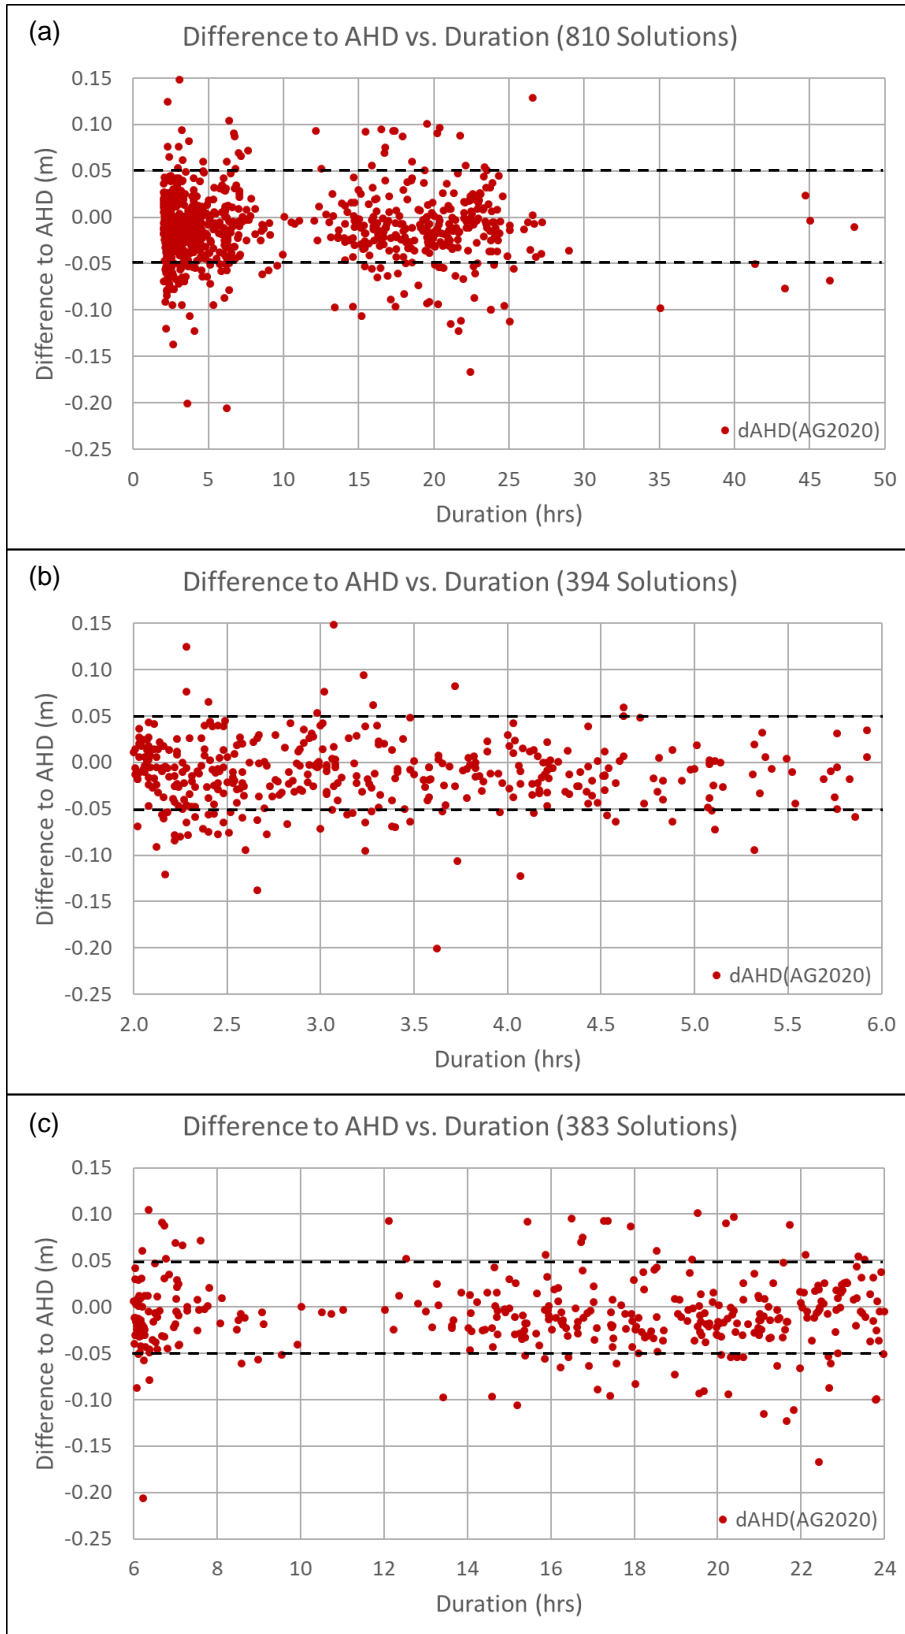 (a)
Difference to AHD vs. Duration (810 Solutions)
Difference to AHD (m)
0.15
0.10
0.05
0.00
-0.05
-0.10
-0.15
-0.20
-0.25
dAHD(AG2020)
0 5 10 15 20 25 30 35 40 45 50
Duration (hrs)
(b)
Difference to AHD vs. Duration (394 Solutions)
Difference to AHD (m)
0.15
0.10
0.05
0.00
-0.05
-0.10
-0.15
-0.20
-0.25
dAHD(AG2020)
2.0 2.5 3.0 3.5 4.0 4.5 5.0 5.5 6.0
Duration (hrs)
(c)
Difference to AHD vs. Duration (383 Solutions)
Difference to AHD (m)
0.15
0.10
0.05
0.00
-0.05
-0.10
-0.15
-0.20
-0.25
dAHD(AG2020)
6 8 10 12 14 16 18 20 22 24
Duration (hrs)